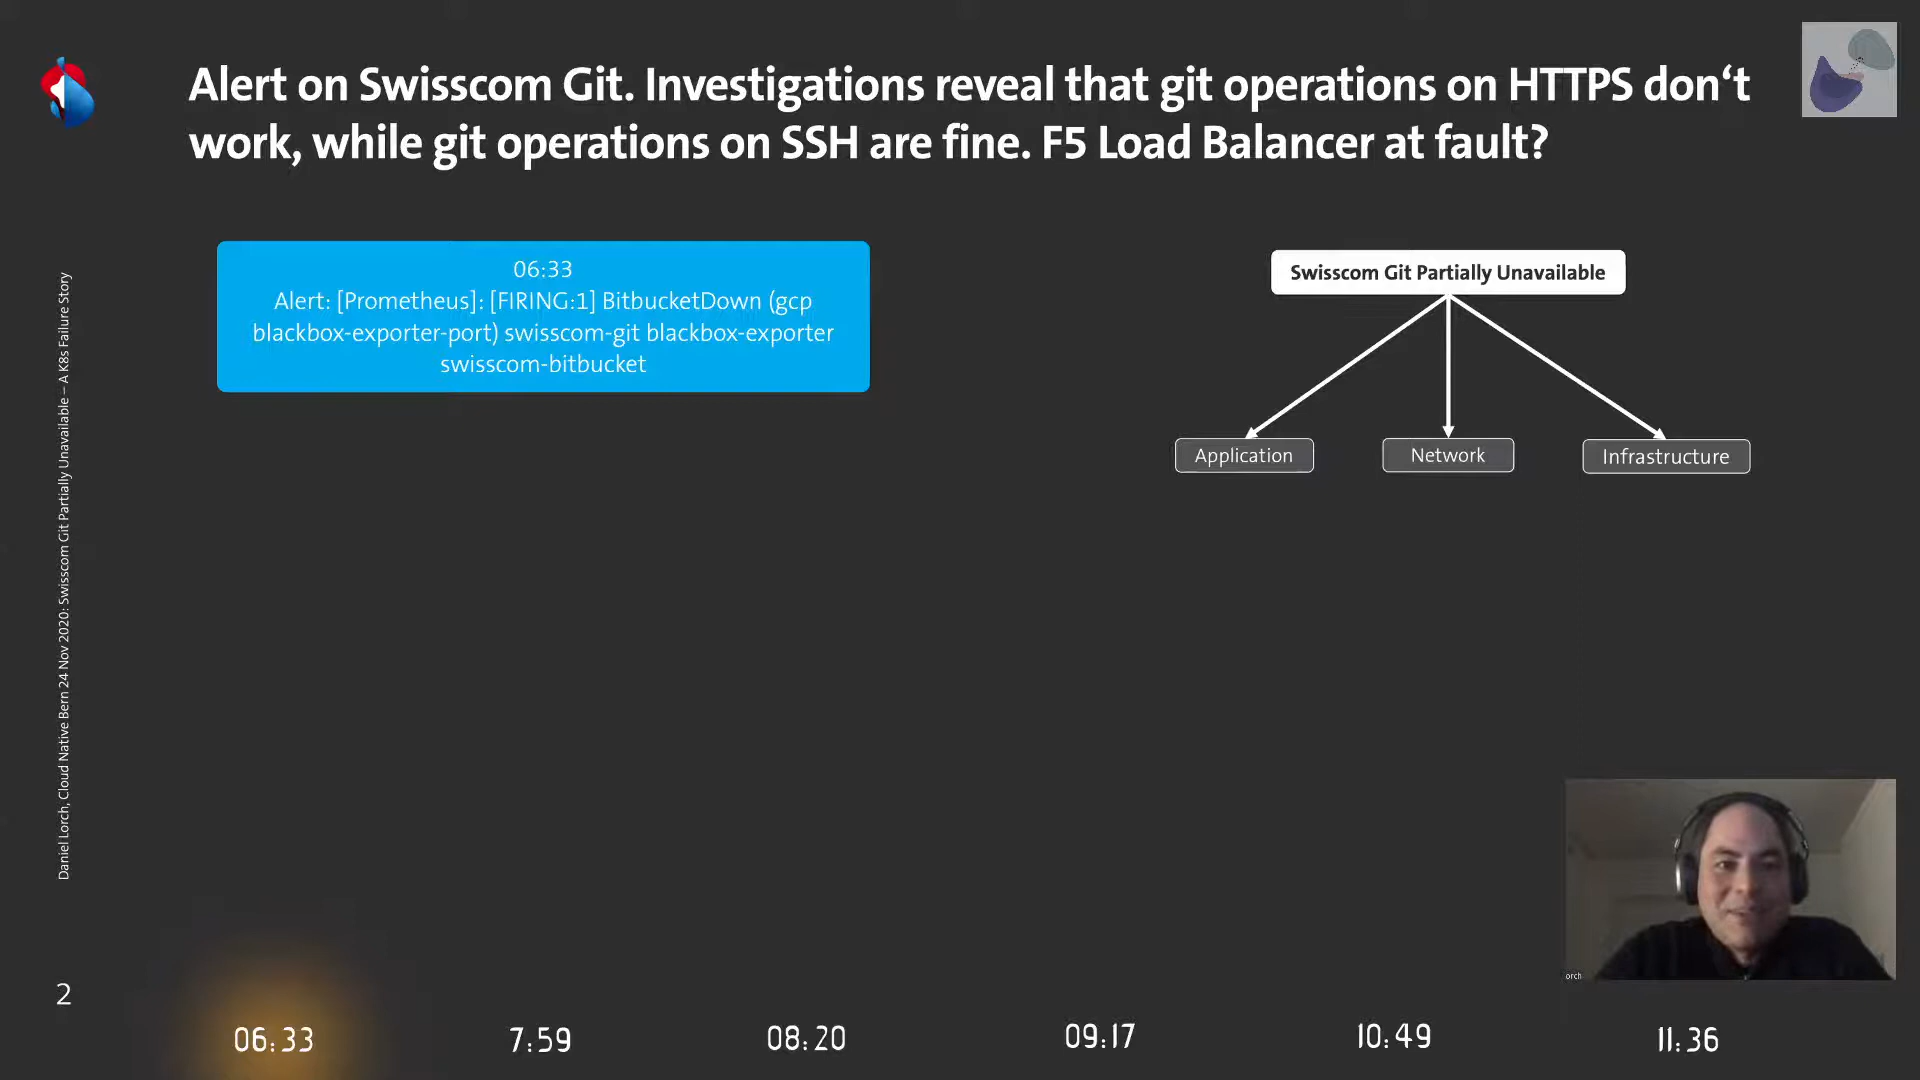 Alert on Swisscom Git. Investigations reveal that git operations on HTTPS don‘t
work, while git operations on SSH are fine. F5 Load Balancer at fault?
06:33
Alert: [Prometheus]: [FIRING:1] BitbucketDown (gcp
blackbox-exporter-port) swisscom-git blackbox-exporter
swisscom-bitbucket
Swisscom Git Partially Unavailable
Application
Network
Infrastructure
Daniel Lorch, Cloud Native Bern 24 Nov 2020: Swisscom Git Partially Unavailable – A K8s Failure Story
orch
2
06:33
7:59
08:20
09:17
10:49
11:36